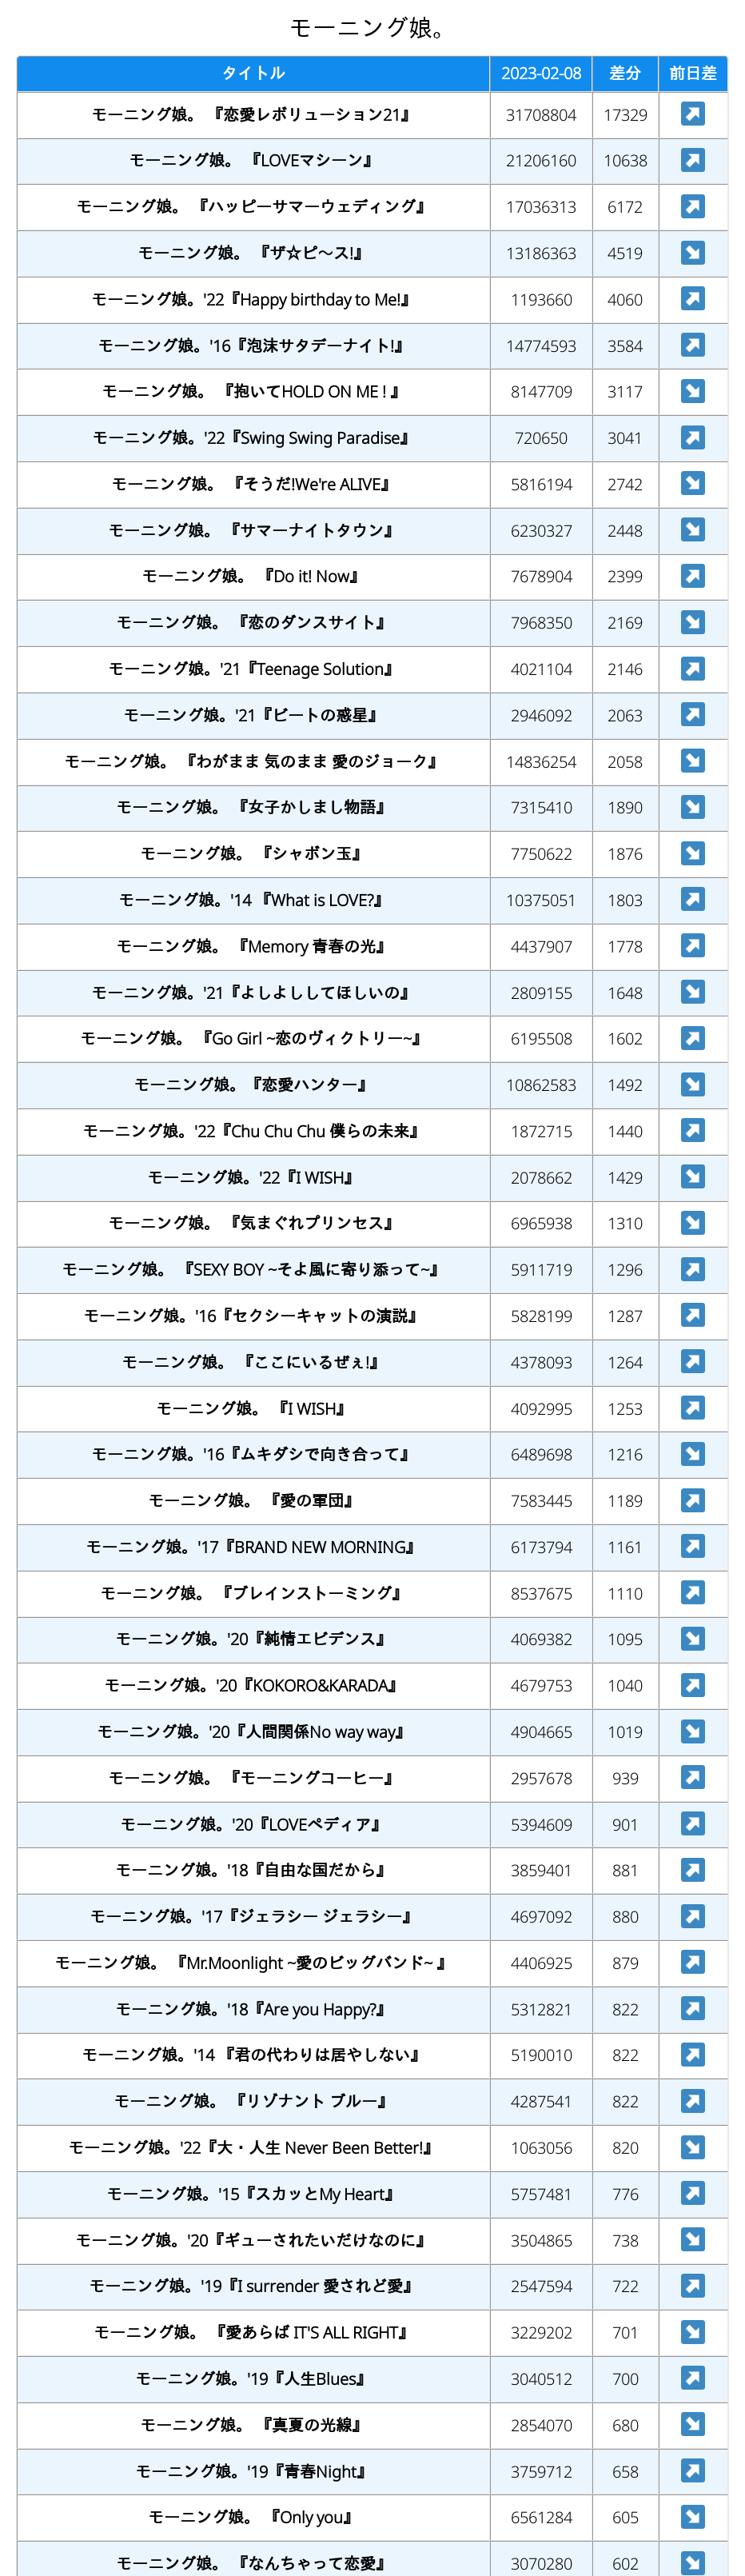 モーニング娘。
タイトル 2023-02-08 差分 前日差
モーニング娘。 『恋愛レボリューション21』 31708804 17329
モーニング娘。 『LOVEマシーン』 21206160 10638
モーニング娘。 『ハッピーサマーウェディング』 17036313 6172
モーニング娘。 『ザ☆ピ〜ス!』 13186363 4519
モーニング娘。'22『Happy birthday to Me!』 1193660 4060
モーニング娘。'16『泡沫サタデーナイト!』 14774593 3584
モーニング娘。 『抱いてHOLD ON ME ! 』 8147709 3117
モーニング娘。'22『Swing Swing Paradise』 720650 3041
モーニング娘。 『そうだ!We're ALIVE』 5816194 2742
モーニング娘。 『サマーナイトタウン』 6230327 2448
モーニング娘。 『Do it! Now』 7678904 2399
モーニング娘。 『恋のダンスサイト』 7968350 2169
モーニング娘。'21『Teenage Solution』 4021104 2146
モーニング娘。'21『ビートの惑星』 2946092 2063
モーニング娘。 『わがまま 気のまま 愛のジョーク』 14836254 2058
モーニング娘。 『女子かしまし物語』 7315410 1890
モーニング娘。 『シャボン玉』 7750622 1876
モーニング娘。'14 『What is LOVE?』 10375051 1803
モーニング娘。 『Memory 青春の光』 4437907 1778
モーニング娘。'21『よしよししてほしいの』 2809155 1648
モーニング娘。 『Go Girl ~恋のヴィクトリー~』 6195508 1602
モーニング娘。『恋愛ハンター』 10862583 1492
モーニング娘。'22『Chu Chu Chu 僕らの未来』 1872715 1440
モーニング娘。'22『I WISH』 2078662 1429
モーニング娘。 『気まぐれプリンセス』 6965938 1310
モーニング娘。 『SEXY BOY ~そよ風に寄り添って~』 5911719 1296
モーニング娘。'16『セクシーキャットの演説』 5828199 1287
モーニング娘。 『ここにいるぜぇ!』 4378093 1264
モーニング娘。 『I WISH』 4092995 1253
モーニング娘。'16『ムキダシで向き合って』 6489698 1216
モーニング娘。 『愛の軍団』 7583445 1189
モーニング娘。'17『BRAND NEW MORNING』 6173794 1161
モーニング娘。 『ブレインストーミング』 8537675 1110
モーニング娘。'20『純情エビデンス』 4069382 1095
モーニング娘。'20『KOKORO&KARADA』 4679753 1040
モーニング娘。'20『人間関係No way way』 4904665 1019
モーニング娘。 『モーニングコーヒー』 2957678 939
モーニング娘。'20『LOVEペディア』 5394609 901
モーニング娘。'18『自由な国だから』 3859401 881
モーニング娘。'17『ジェラシー ジェラシー』 4697092 880
モーニング娘。 『Mr.Moonlight ~愛のビッグバンド~ 』 4406925 879
モーニング娘。'18『Are you Happy?』 5312821 822
モーニング娘。'14 『君の代わりは居やしない』 5190010 822
モーニング娘。 『リゾナント ブルー』 4287541 822
モーニング娘。'22『大・人生 Never Been Better!』 1063056 820
モーニング娘。'15『スカッとMy Heart』 5757481 776
モーニング娘。'20『ギューされたいだけなのに』 3504865 738
モーニング娘。'19『I surrender 愛されど愛』 2547594 722
モーニング娘。 『愛あらば IT'S ALL RIGHT』 3229202 701
モーニング娘。'19『人生Blues』 3040512 700
モーニング娘。 『真夏の光線』 2854070 680
モーニング娘。'19『青春Night』 3759712 658
モーニング娘。 『Only you』 6561284 605
モーニング娘。 『なんちゃって恋愛』 3070280 602